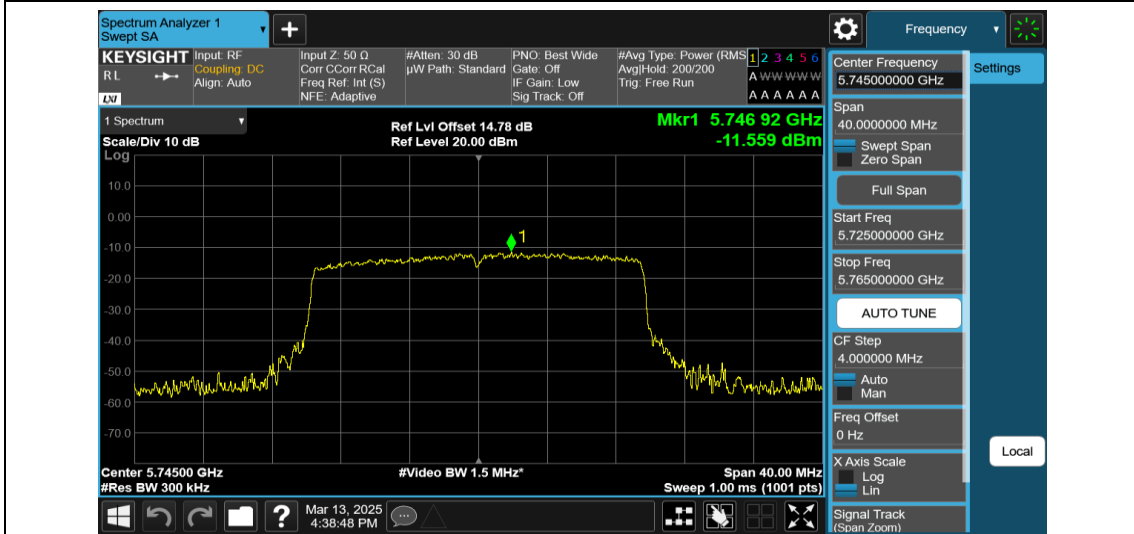 Spectrum Analyzer 1
Swept SA
+
Frequency
KEYSIGHT
RL
LXI
Input: RF
Coupling: DC
Align: Auto
Input Z: 50 Ω
Corr CCorr RCal
Freq Ref: Int (S)
NFE: Adaptive
#Atten: 30 dB
µW Path: Standard
PNO: Best Wide
Gate: Off
IF Gain: Low
Sig Track: Off
#Avg Type: Power (RMS
Avg|Hold: 200/200
Trig: Free Run
1 2 3 4 5 6
A W W W W W
A A A A A A
1 Spectrum
Scale/Div 10 dB
Log
Ref Lvl Offset 14.78 dB
Ref Level 20.00 dBm
Mkr1 5.746 92 GHz
-11.559 dBm
10.0
0.00
-10.0
-20.0
-30.0
-40.0
-50.0
-60.0
-70.0
1
Center 5.74500 GHz
#Res BW 300 kHz
#Video BW 1.5 MHz*
Span 40.00 MHz
Sweep 1.00 ms (1001 pts)
?
Mar 13, 2025
4:38:48 PM
Center Frequency
5.745000000 GHz
Span
40.0000000 MHz
Swept Span
Zero Span
Full Span
Start Freq
5.725000000 GHz
Stop Freq
5.765000000 GHz
AUTO TUNE
CF Step
4.000000 MHz
Auto
Man
Freq Offset
0 Hz
X Axis Scale
Log
Lin
Signal Track
(Span Zoom)
Settings
Local